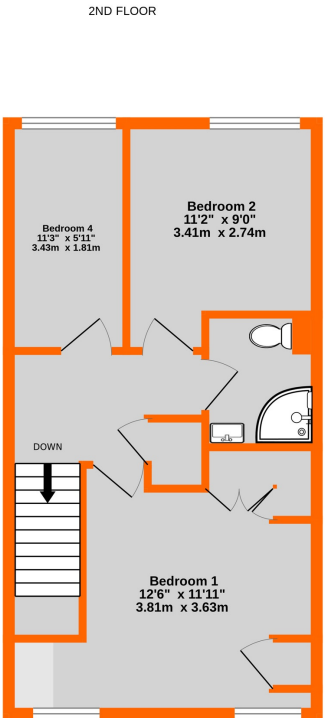 2ND FLOOR
Bedroom 2
11'2" x 9'0"
3.41m x 2.74m
Bedroom 4
11'3" x 5'11"
3.43m x 1.81m
DOWN
Bedroom 1
12'6" x 11'11"
3.81m x 3.63m